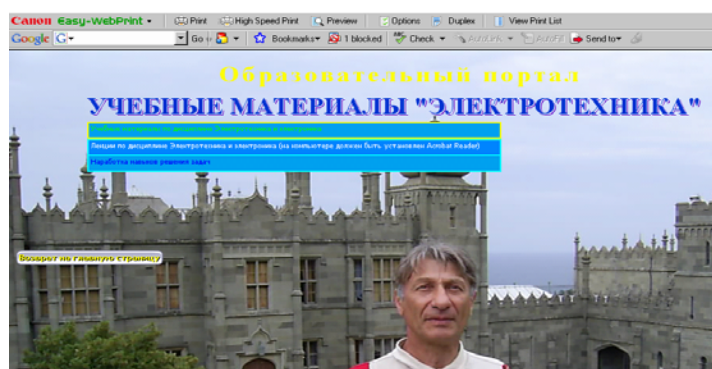 Canon Easy-WebPrint Print High Speed Print Preview Options Duplex View Print List
Google G Go Bookmarks 1 blocked Check AutoLink AutoFill Send to
Образовательный портал
УЧЕБНЫЕ МАТЕРИАЛЫ "ЭЛЕКТРОТЕХНИКА"
Учебные материалы по дисциплине Электротехника и электроника
Лекции по дисциплине Электротехника и электроника (на компьютере должен быть установлен Acrobat Reader)
Наработка навыков решения задач
Возврат на главную страницу